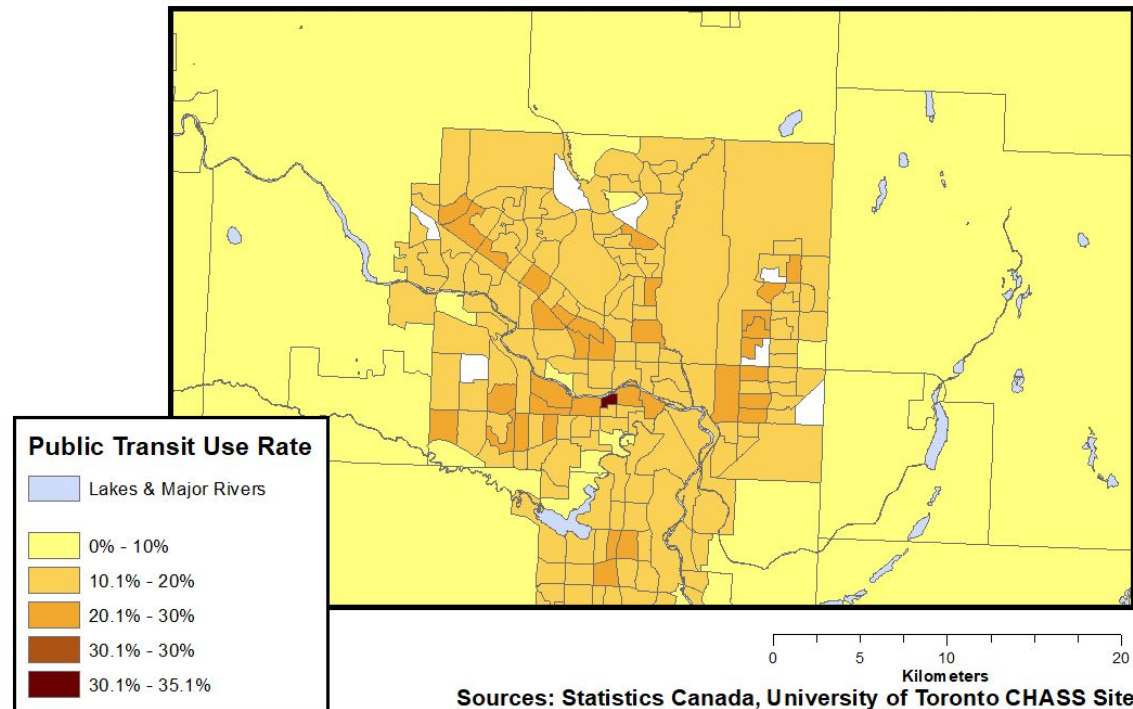 Public Transit Use Rate
Lakes & Major Rivers
0% - 10%
10.1% - 20%
20.1% - 30%
30.1% - 30%
30.1% - 35.1%
0 5 10 20
Kilometers
Sources: Statistics Canada, University of Toronto CHASS Site